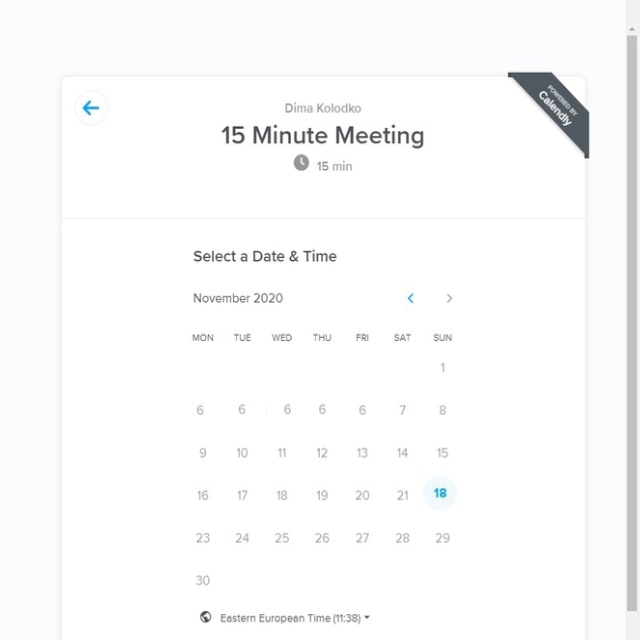 POWERED BY
Calendly
Dima Kolodko
15 Minute Meeting
15 min
Select a Date & Time
November 2020
MON TUE WED THU FRI SAT SUN
1
6 6 6 6 6 7 8
9 10 11 12 13 14 15
16 17 18 19 20 21 18
23 24 25 26 27 28 29
30
Eastern European Time (11:38)